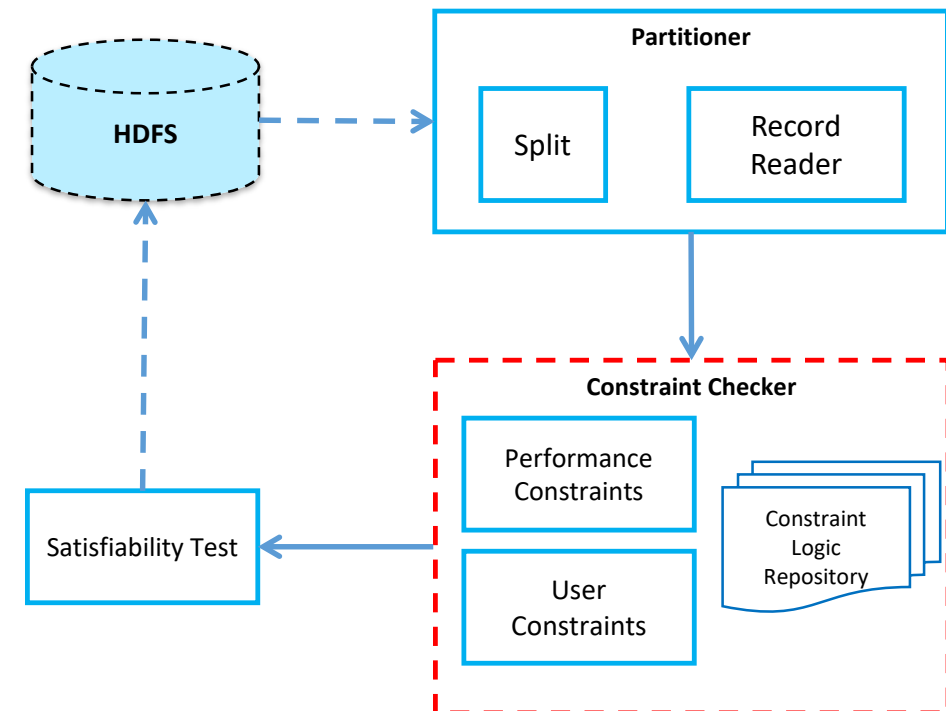 Partitioner
HDFS
Split
Record
Reader
Constraint Checker
Performance
Constraints
Constraint
Logic
Repository
Satisfiability Test
User
Constraints